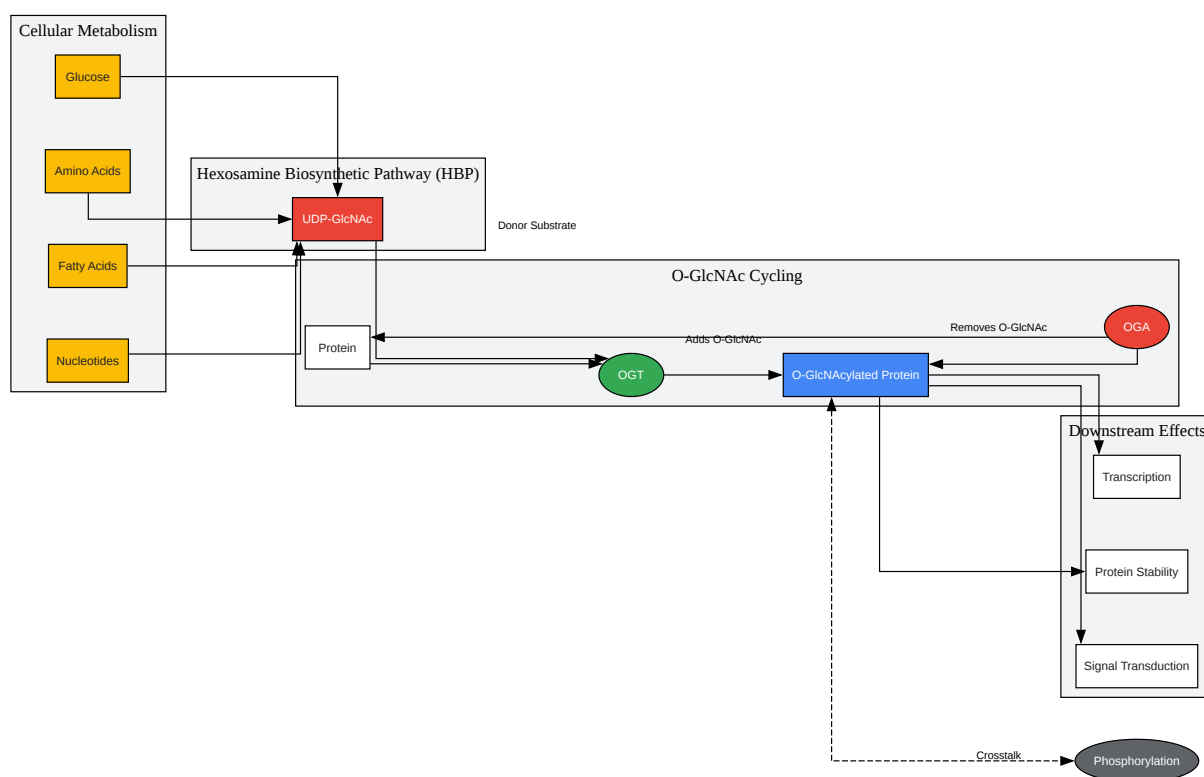 Cellular Metabolism
Glucose
Amino Acids
Fatty Acids
Nucleotides
Hexosamine Biosynthetic Pathway (HBP)
UDP-GlcNAc
Donor Substrate
O-GlcNAc Cycling
Protein
Adds O-GlcNAc
Removes O-GlcNAc
OGA
OGT
O-GlcNAcylated Protein
Downstream Effects
Transcription
Protein Stability
Signal Transduction
Crosstalk
Phosphorylation